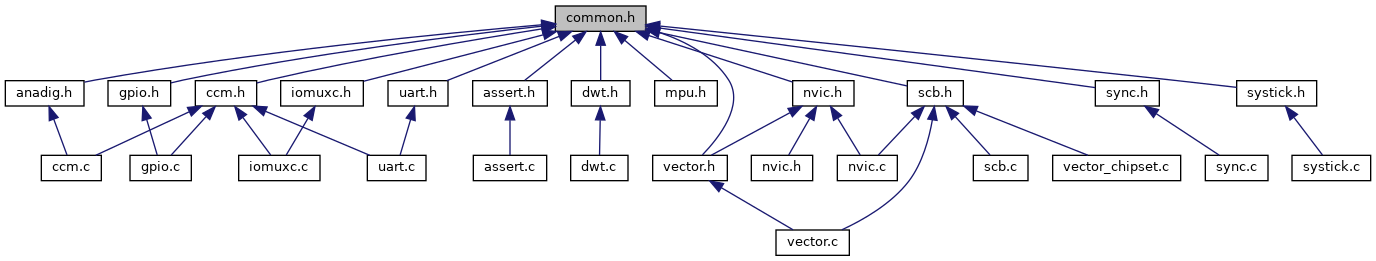 common.h
anadig.h
gpio.h
ccm.h
iomuxc.h
uart.h
assert.h
dwt.h
mpu.h
nvic.h
scb.h
sync.h
systick.h
ccm.c
gpio.c
iomuxc.c
uart.c
assert.c
dwt.c
vector.h
nvic.h
nvic.c
scb.c
vector_chipset.c
sync.c
systick.c
vector.c